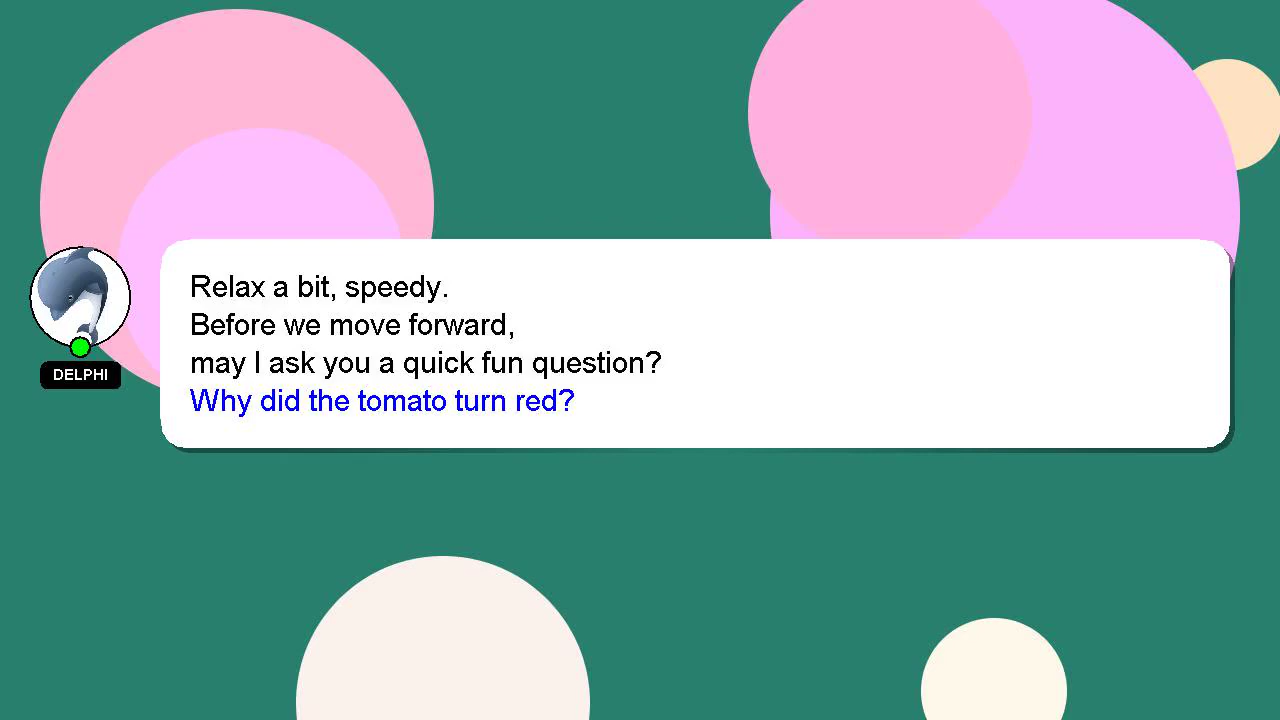 Relax a bit, speedy.
Before we move forward,
may I ask you a quick fun question?
Why did the tomato turn red?
DELPHI